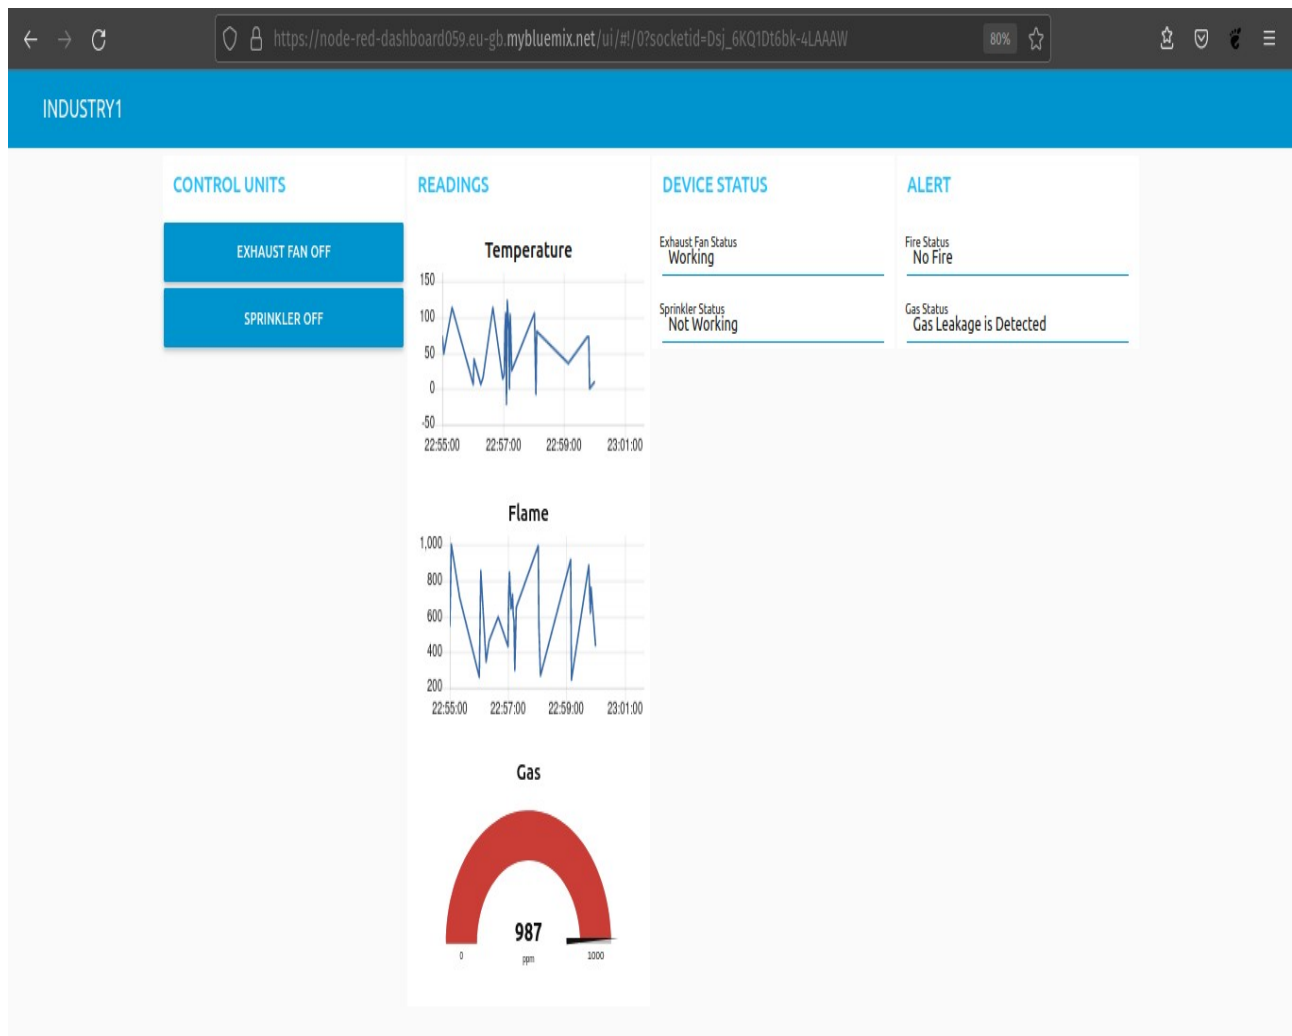 https://node-red-dashboard059.eu-gb.mybluemix.net/ui/#!/0?socketid=Dsj_6KQ1Dt6bk-4LAAAW
80%
INDUSTRY1
CONTROL UNITS
EXHAUST FAN OFF
SPRINKLER OFF
READINGS
Temperature
150
100
50
0
-50
22:55:00 22:57:00 22:59:00 23:01:00
Flame
1,000
800
600
400
200
22:55:00 22:57:00 22:59:00 23:01:00
Gas
987
0 ppm 1000
DEVICE STATUS
Exhaust Fan Status
Working
Sprinkler Status
Not Working
ALERT
Fire Status
No Fire
Gas Status
Gas Leakage is Detected